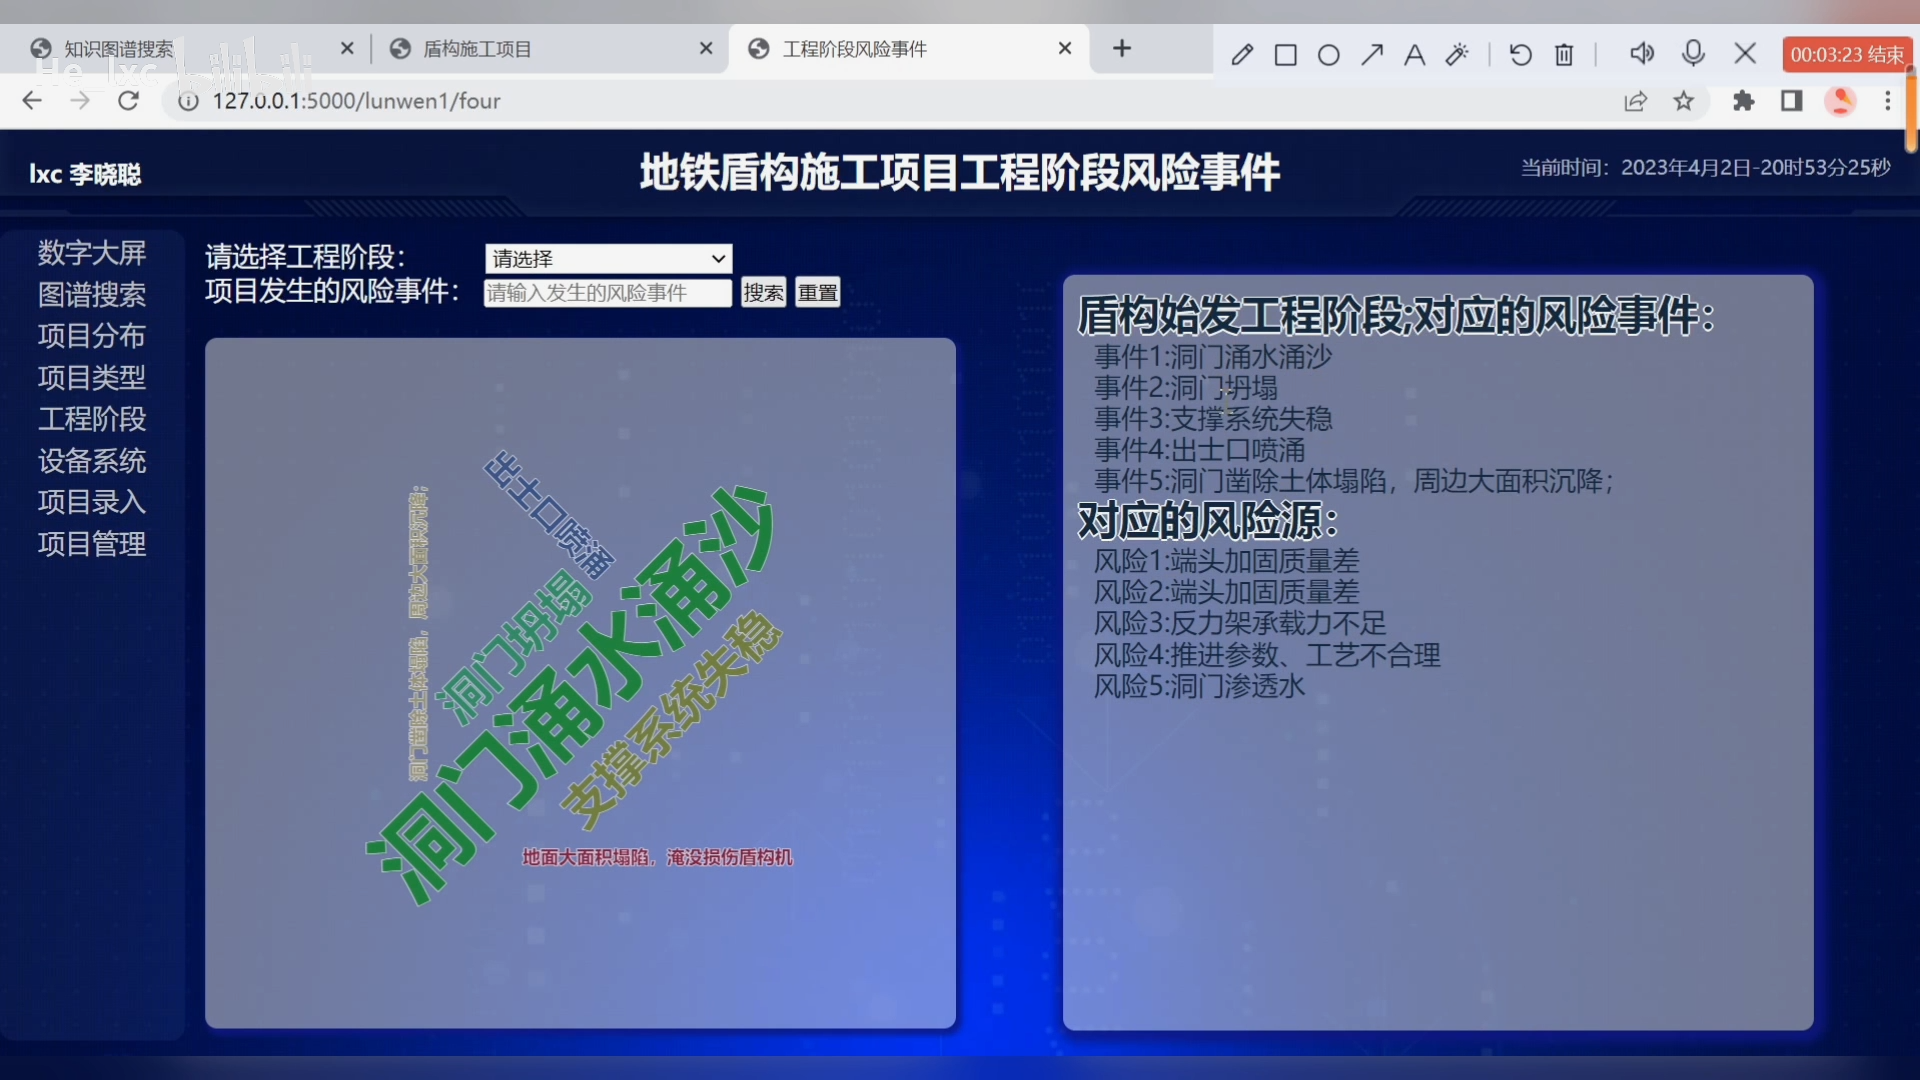 知识图谱搜索
盾构施工项目
工程阶段风险事件
00:03:23 结束
He_lxc bilibili
127.0.0.1:5000/lunwen1/four
lxc 李晓聪
地铁盾构施工项目工程阶段风险事件
当前时间：2023年4月2日-20时53分25秒
数字大屏
图谱搜索
项目分布
项目类型
工程阶段
设备系统
项目录入
项目管理
请选择工程阶段：
请选择
项目发生的风险事件：
请输入发生的风险事件
搜索
重置
出土口喷涌
洞门凿除土体塌陷，周边大面积沉降；
洞门坍塌
洞门涌水涌沙
支撑系统失稳
地面大面积塌陷，淹没损伤盾构机
盾构始发工程阶段;对应的风险事件：
事件1:洞门涌水涌沙
事件2:洞门坍塌
事件3:支撑系统失稳
事件4:出土口喷涌
事件5:洞门凿除土体塌陷，周边大面积沉降；
对应的风险源：
风险1:端头加固质量差
风险2:端头加固质量差
风险3:反力架承载力不足
风险4:推进参数、工艺不合理
风险5:洞门渗透水